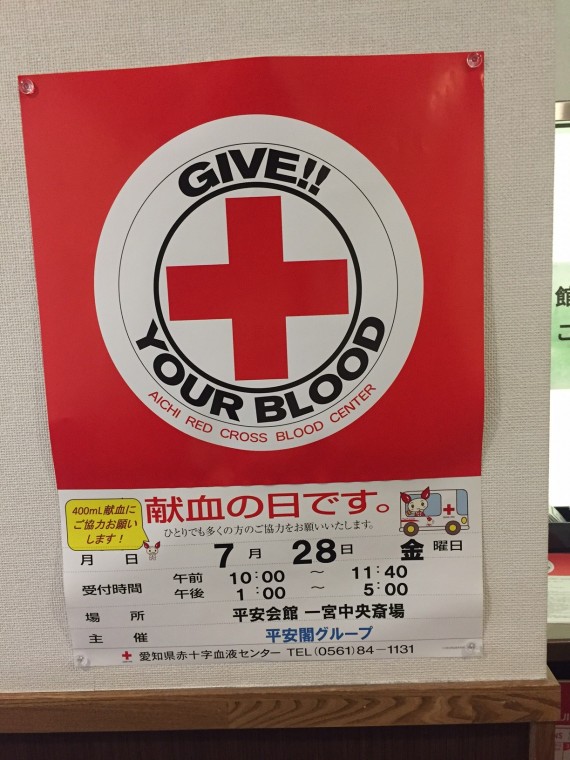 GIVE!!
YOUR BLOOD
AICHI RED CROSS BLOOD CENTER
400mL献血に
ご協力お願い
します！
献血の日です。
ひとりでも多くの方のご協力をお願いいたします。
月 日 7月 28日 金曜日
受付時間 午前 10:00 ～ 11:40
午後 1:00 ～ 5:00
場 所 平安会館 一宮中央斎場
主 催 平安閣グループ
愛知県赤十字血液センター TEL(0561)84-1131
館